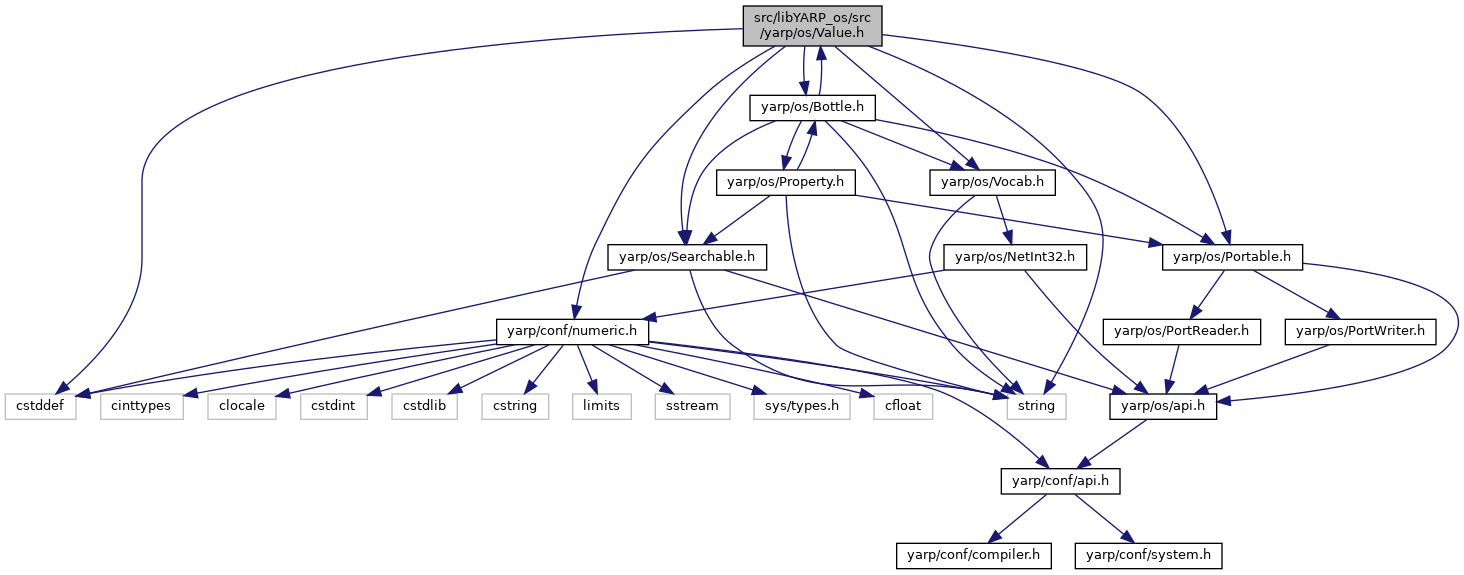 src/libYARP_os/src
/yarp/os/Value.h
yarp/os/Bottle.h
yarp/os/Property.h
yarp/os/Vocab.h
yarp/os/Searchable.h
yarp/os/NetInt32.h
yarp/os/Portable.h
yarp/conf/numeric.h
yarp/os/PortReader.h
yarp/os/PortWriter.h
cstddef
cinttypes
clocale
cstdint
cstdlib
cstring
limits
sstream
sys/types.h
cfloat
string
yarp/os/api.h
yarp/conf/api.h
yarp/conf/compiler.h
yarp/conf/system.h